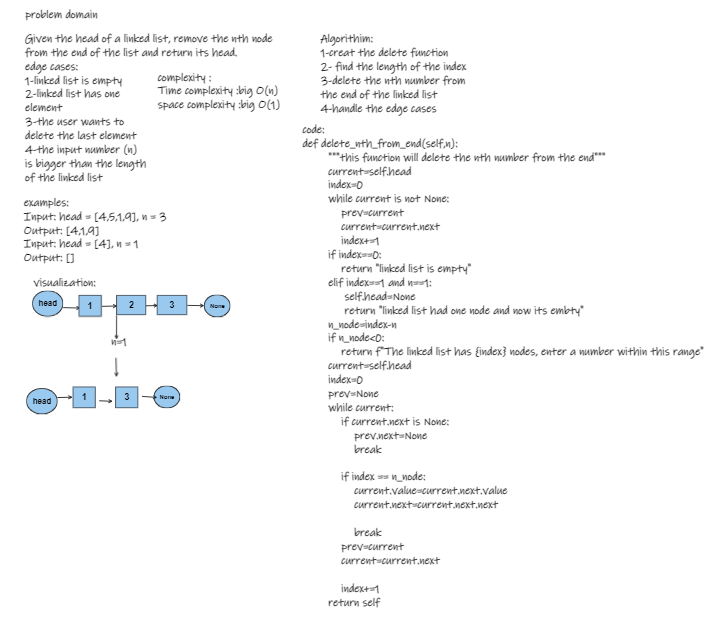 problem domain
Given the head of a linked list, remove the nth node
from the end of the list and return its head.
edge cases:
1-linked list is empty
2-linked list has one
element
3-the user wants to
delete the last element
4-the input number (n)
is bigger than the length
of the linked list
complexity :
Time complexity :big O(n)
space complexity :big O(1)
examples:
Input: head = [4,5,1,9], n = 3
Output: [4,1,9]
Input: head = [4], n = 1
Output: []
visualization:
head
1
2
3
None
n=1
head
1
3
None
Algorithim:
1-creat the delete function
2- find the length of the index
3-delete the nth number from
the end of the linked list
4-handle the edge cases
code:
def delete_nth_from_end(self,n):
"""this function will delete the nth number from the end"""
current=self.head
index=0
while current is not None:
prev=current
current=current.next
index+=1
if index==0:
return "linked list is empty"
elif index==1 and n==1:
self.head=None
return "linked list had one node and now its embty"
n_node=index-n
if n_node<0:
return f"The linked list has {index} nodes, enter a number within this range"
current=self.head
index=0
prev=None
while current:
if current.next is None:
prev.next=None
break
if index == n_node:
current.value=current.next.value
current.next=current.next.next
break
prev=current
current=current.next
index+=1
return self